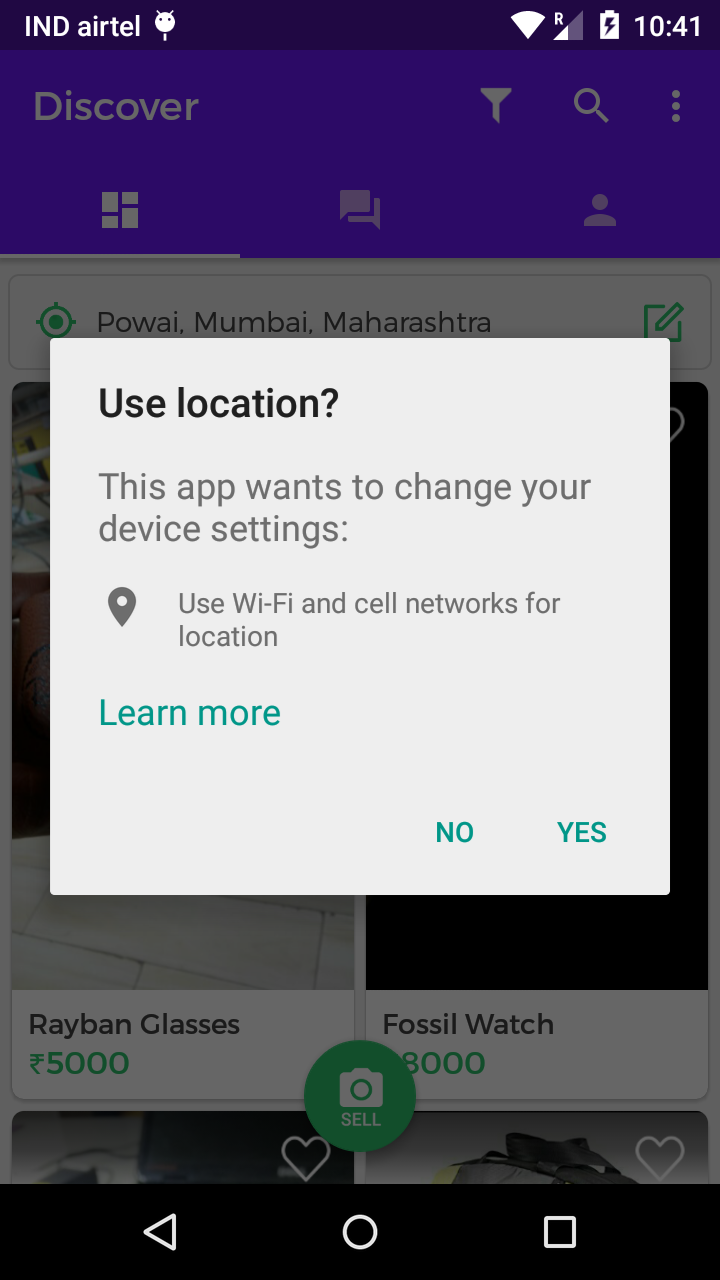 IND airtel
R
10:41
Discover
Powai, Mumbai, Maharashtra
Use location?
This app wants to change your
device settings:
Use Wi-Fi and cell networks for
location
Learn more
NO YES
Rayban Glasses
₹5000
Fossil Watch
8000
SELL